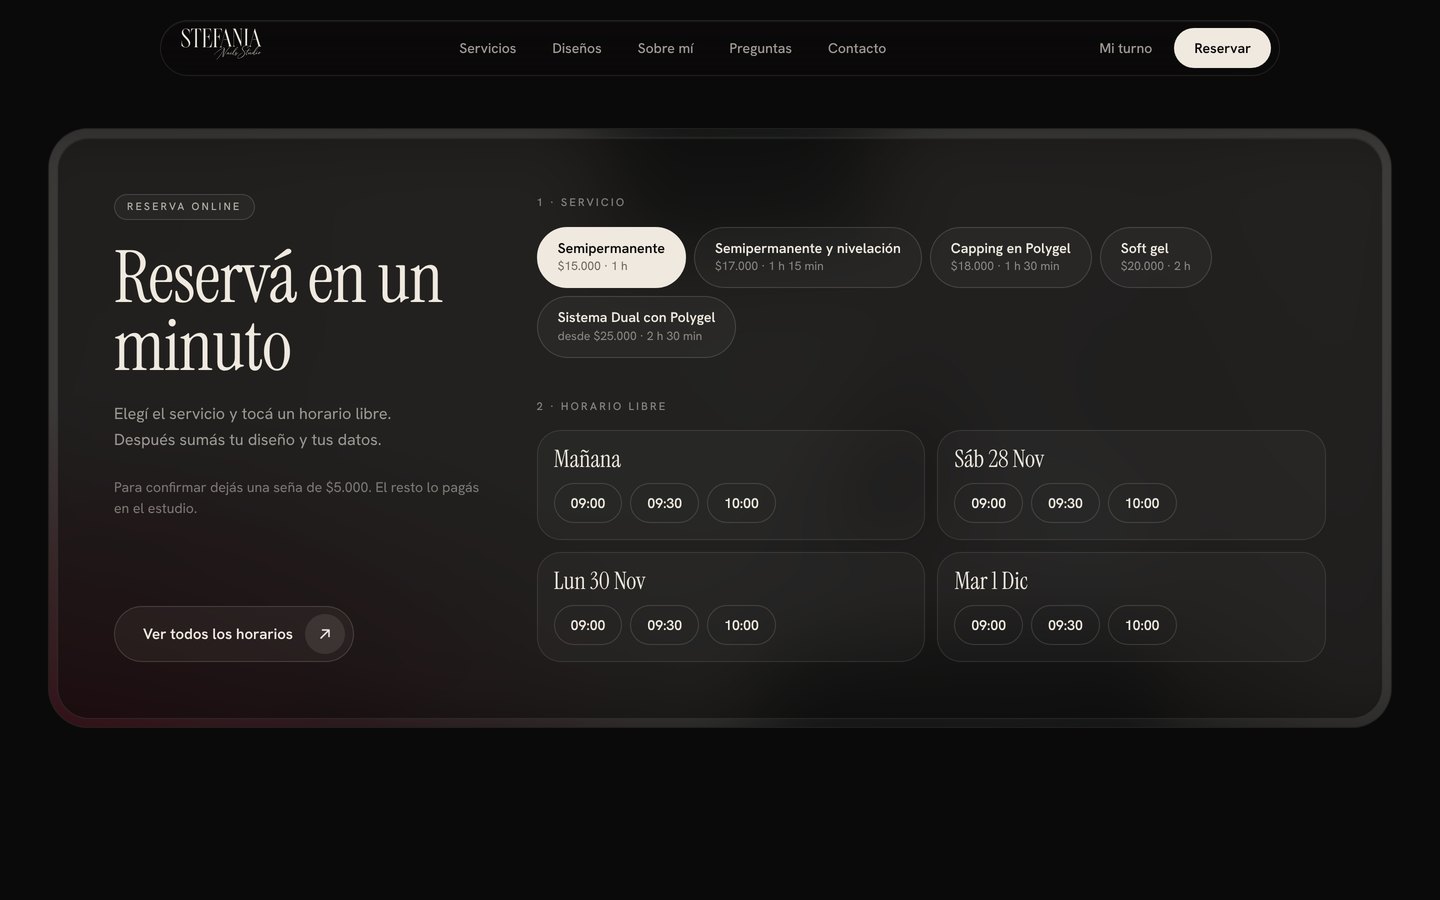 STEFANIA
Nails Studio
Servicios
Diseños
Sobre mí
Preguntas
Contacto
Mi turno
Reservar
RESERVA ONLINE
Reservá en un
minuto
Elegí el servicio y tocá un horario libre.
Después sumás tu diseño y tus datos.
Para confirmar dejás una seña de $5.000. El resto lo pagás
en el estudio.
Ver todos los horarios
1 · SERVICIO
Semipermanente
$15.000 · 1 h
Semipermanente y nivelación
$17.000 · 1 h 15 min
Capping en Polygel
$18.000 · 1 h 30 min
Soft gel
$20.000 · 2 h
Sistema Dual con Polygel
desde $25.000 · 2 h 30 min
2 · HORARIO LIBRE
Mañana
09:00
09:30
10:00
Sáb 28 Nov
09:00
09:30
10:00
Lun 30 Nov
09:00
09:30
10:00
Mar 1 Dic
09:00
09:30
10:00